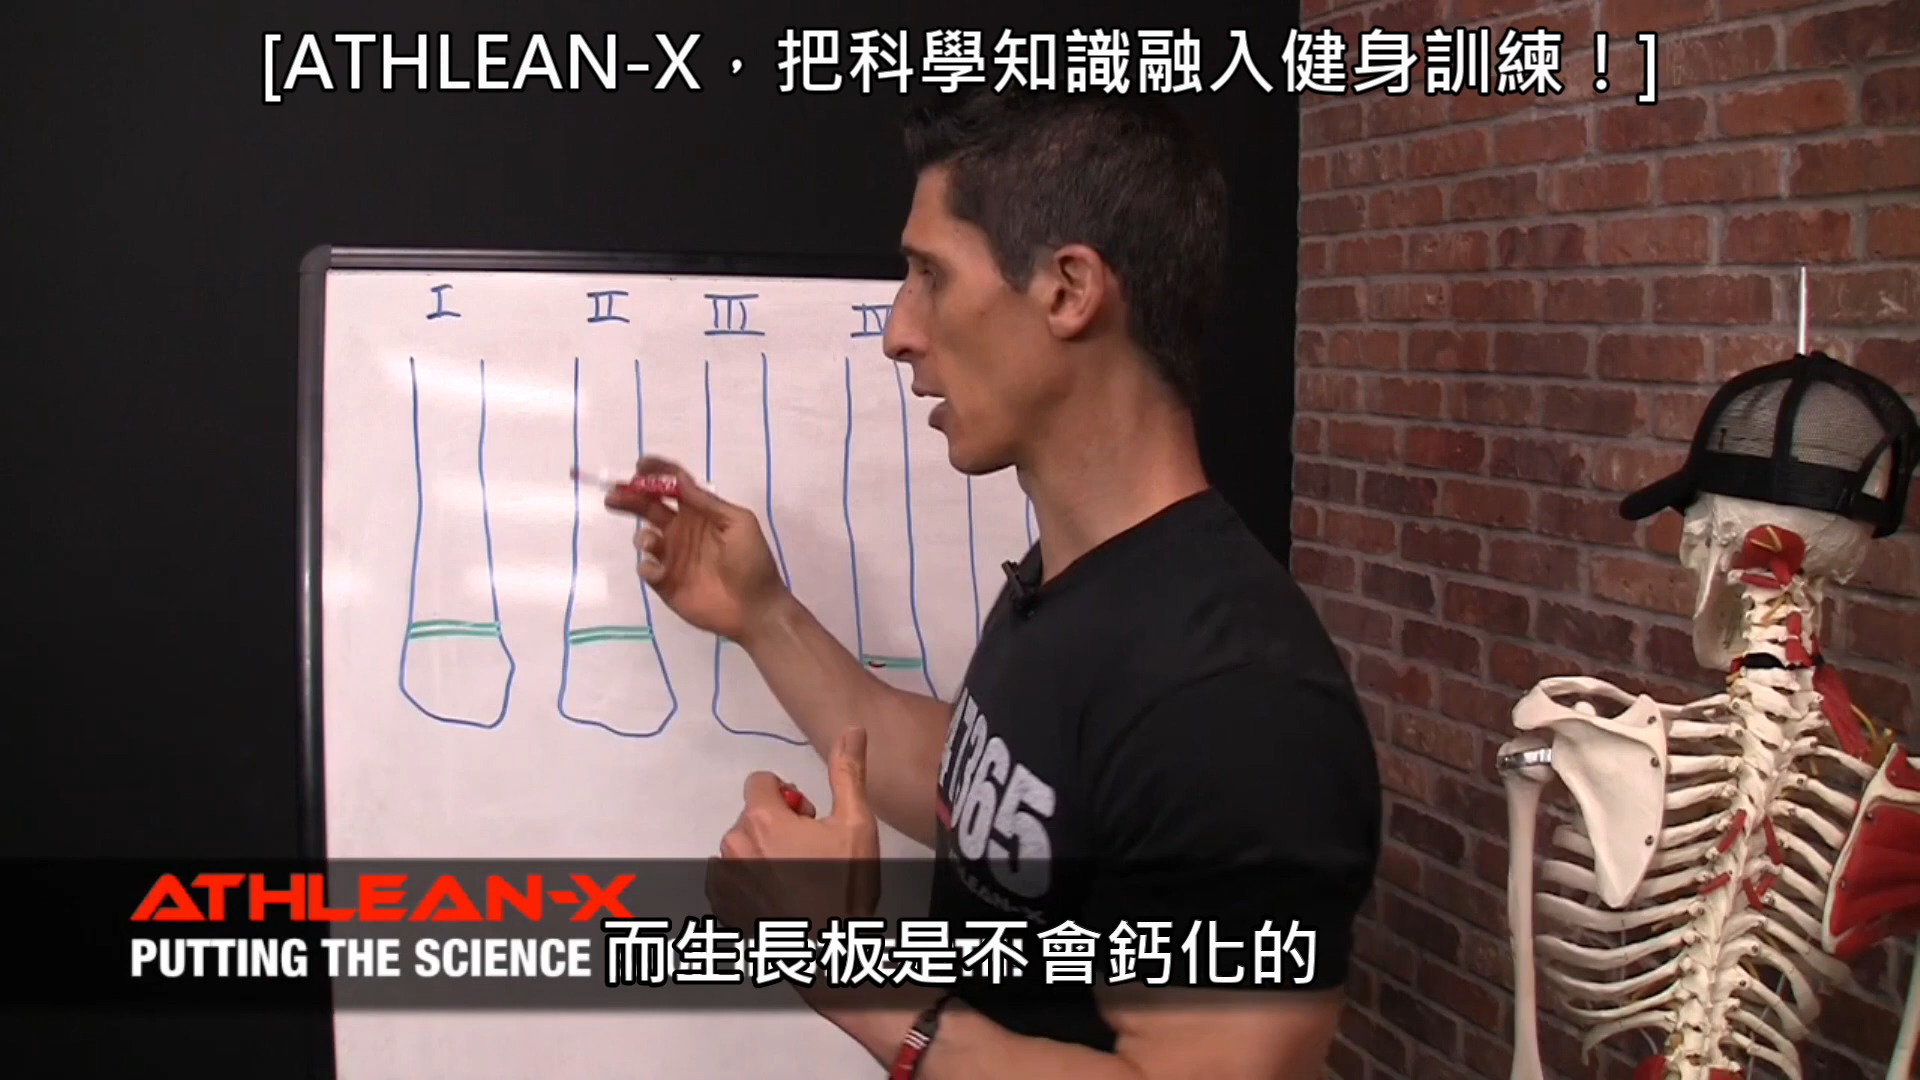 [ATHLEAN-X，把科學知識融入健身訓練！]
I II III IV
365
ATHLEAN-X
PUTTING THE SCIENCE
而生長板是不會鈣化的